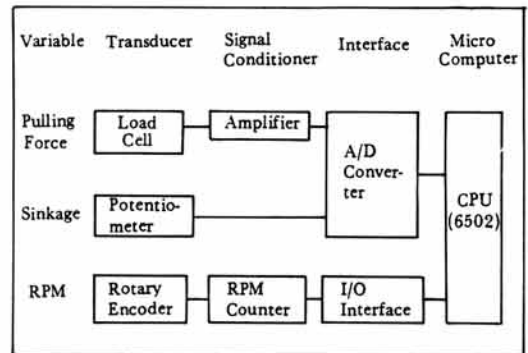 Variable Transducer Signal Conditioner Interface Micro Computer
Pulling Force
Load Cell
Amplifier
A/D Conver-
ter
CPU (6502)
Sinkage
Potentio-
meter
RPM
Rotary Encoder
RPM Counter
I/O Interface